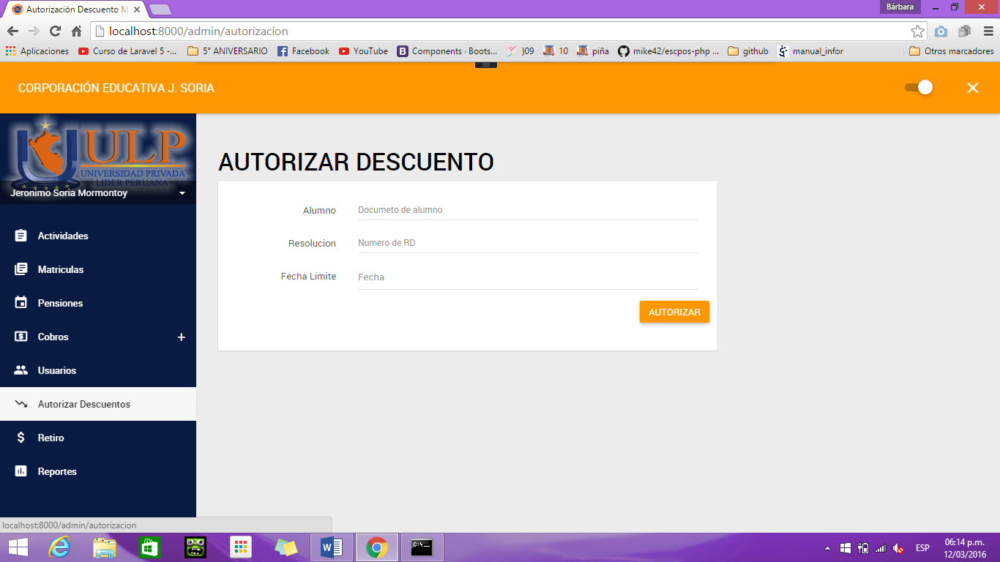 Autorización Descuento M
Bárbara
localhost:8000/admin/autorizacion
Aplicaciones
Curso de Laravel 5 -...
5° ANIVERSARIO
Facebook
YouTube
Components · Boots...
)09
10
piña
mike42/escpos-php ...
github
manual_infor
Otros marcadores
CORPORACIÓN EDUCATIVA J. SORIA
ULP
UNIVERSIDAD PRIVADA
LIDER PERUANA
Jeronimo Soria Mormontoy
Actividades
Matriculas
Pensiones
Cobros
Usuarios
Autorizar Descuentos
Retiro
Reportes
AUTORIZAR DESCUENTO
Alumno
Documeto de alumno
Resolucion
Numero de RD
Fecha Limite
Fecha
AUTORIZAR
localhost:8000/admin/autorizacion
ESP
06:14 p.m.
12/03/2016